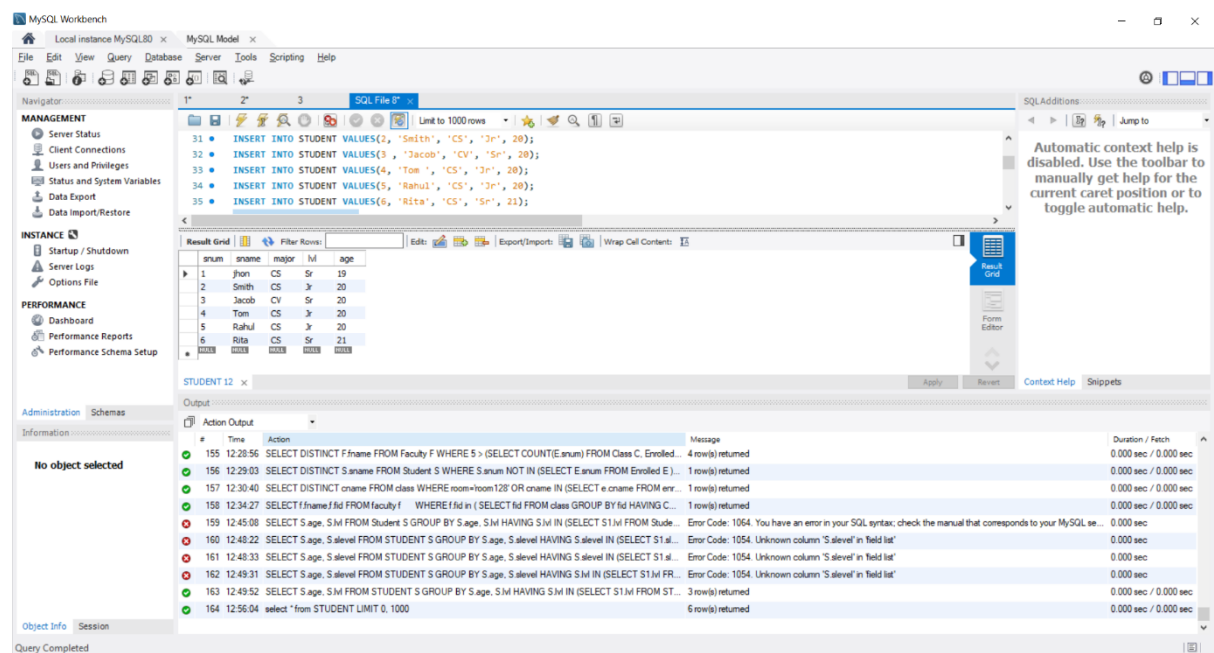 MySQL Workbench
Local instance MySQL80 × MySQL Model ×
File Edit View Query Database Server Tools Scripting Help
Navigator
MANAGEMENT
Server Status
Client Connections
Users and Privileges
Status and System Variables
Data Export
Data Import/Restore
INSTANCE
Startup / Shutdown
Server Logs
Options File
PERFORMANCE
Dashboard
Performance Reports
Performance Schema Setup
Administration Schemas
Information
No object selected
Object Info Session
1* 2* 3 SQL File 8* ×
Limit to 1000 rows
31 INSERT INTO STUDENT VALUES(2, 'Smith', 'CS', 'Jr', 20);
32 INSERT INTO STUDENT VALUES(3 , 'Jacob', 'CV', 'Sr', 20);
33 INSERT INTO STUDENT VALUES(4, 'Tom ', 'CS', 'Jr', 20);
34 INSERT INTO STUDENT VALUES(5, 'Rahul', 'CS', 'Jr', 20);
35 INSERT INTO STUDENT VALUES(6, 'Rita', 'CS', 'Sr', 21);
Result Grid Filter Rows: Edit: Export/Import: Wrap Cell Content:
snum sname major lvl age
1 jhon CS Sr 19
2 Smith CS Jr 20
3 Jacob CV Sr 20
4 Tom CS Jr 20
5 Rahul CS Jr 20
6 Rita CS Sr 21
NULL NULL NULL NULL NULL
Result Grid
Form Editor
STUDENT 12 × Apply Revert
SQLAdditions
Jump to
Automatic context help is
disabled. Use the toolbar to
manually get help for the
current caret position or to
toggle automatic help.
Context Help Snippets
Output
Action Output
# Time Action Message Duration / Fetch
155 12:28:56 SELECT DISTINCT F.fname FROM Faculty F WHERE 5 > (SELECT COUNT(E.snum) FROM Class C, Enrolled... 4 row(s) returned 0.000 sec / 0.000 sec
156 12:29:03 SELECT DISTINCT S.sname FROM Student S WHERE S.snum NOT IN (SELECT E.snum FROM Enrolled E )... 1 row(s) returned 0.000 sec / 0.000 sec
157 12:30:40 SELECT DISTINCT cname FROM class WHERE room='room128' OR cname IN (SELECT e.cname FROM enr... 1 row(s) returned 0.000 sec / 0.000 sec
158 12:34:27 SELECT f.fname,f.fid FROM faculty f WHERE f.fid in ( SELECT fid FROM class GROUP BY fid HAVING C... 1 row(s) returned 0.000 sec / 0.000 sec
159 12:45:08 SELECT S.age, S.lvl FROM Student S GROUP BY S.age, S.lvl HAVING S.lvl IN (SELECT S1.lvl FROM Stude... Error Code: 1064. You have an error in your SQL syntax; check the manual that corresponds to your MySQL se... 0.000 sec
160 12:48:22 SELECT S.age, S.slevel FROM STUDENT S GROUP BY S.age, S.slevel HAVING S.slevel IN (SELECT S1.sl... Error Code: 1054. Unknown column 'S.slevel' in 'field list' 0.000 sec
161 12:48:33 SELECT S.age, S.slevel FROM STUDENT S GROUP BY S.age, S.slevel HAVING S.slevel IN (SELECT S1.sl... Error Code: 1054. Unknown column 'S.slevel' in 'field list' 0.000 sec
162 12:49:31 SELECT S.age, S.slevel FROM STUDENT S GROUP BY S.age, S.slevel HAVING S.lvl IN (SELECT S1.lvl FR... Error Code: 1054. Unknown column 'S.slevel' in 'field list' 0.000 sec
163 12:49:52 SELECT S.age, S.lvl FROM STUDENT S GROUP BY S.age, S.lvl HAVING S.lvl IN (SELECT S1.lvl FROM ST... 3 row(s) returned 0.000 sec / 0.000 sec
164 12:56:04 select * from STUDENT LIMIT 0, 1000 6 row(s) returned 0.000 sec / 0.000 sec
Query Completed